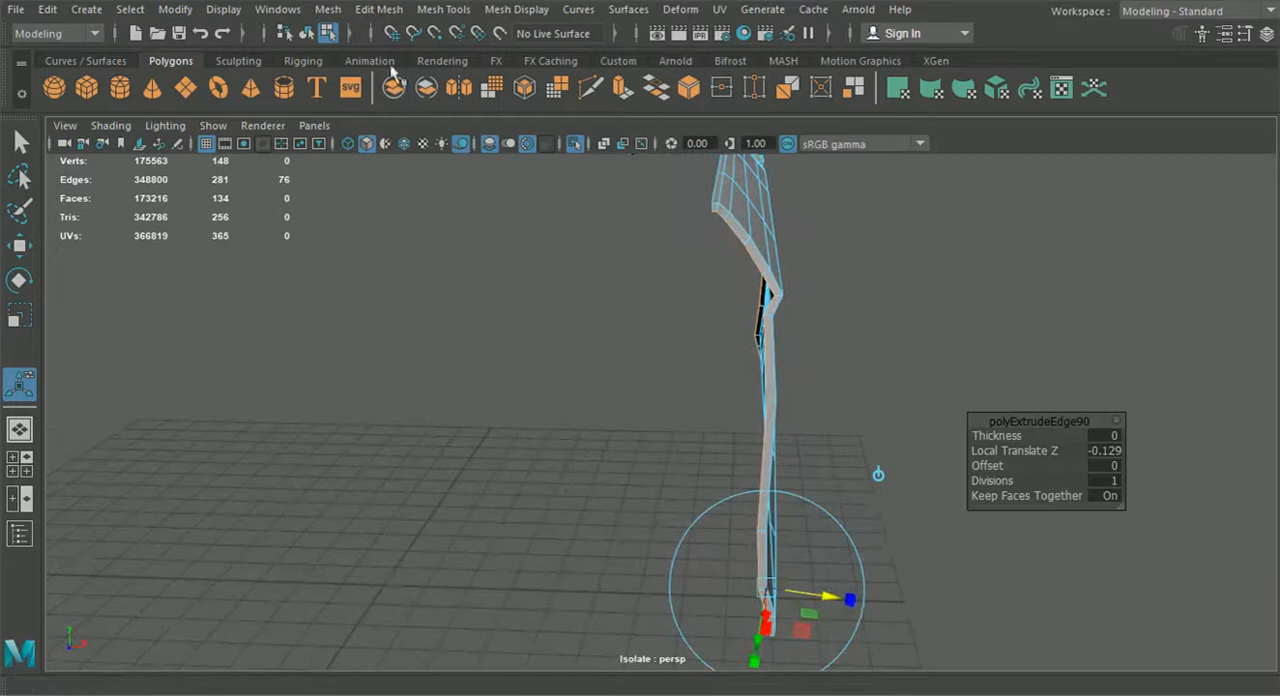 File Edit Create Select Modify Display Windows Mesh Edit Mesh Mesh Tools Mesh Display Curves Surfaces Deform UV Generate Cache Arnold Help Workspace: Modeling - Standard
Modeling No Live Surface Sign In
Curves / Surfaces Polygons Sculpting Rigging Animation Rendering FX FX Caching Custom Arnold Bifrost MASH Motion Graphics XGen
T SVG
View Shading Lighting Show Renderer Panels
0.00 1.00 sRGB gamma
Verts: 175563 148 0
Edges: 348800 281 76
Faces: 173216 134 0
Tris: 342786 256 0
UVs: 366819 365 0
polyExtrudeEdge90
Thickness 0
Local Translate Z -0.129
Offset 0
Divisions 1
Keep Faces Together On
Isolate : persp